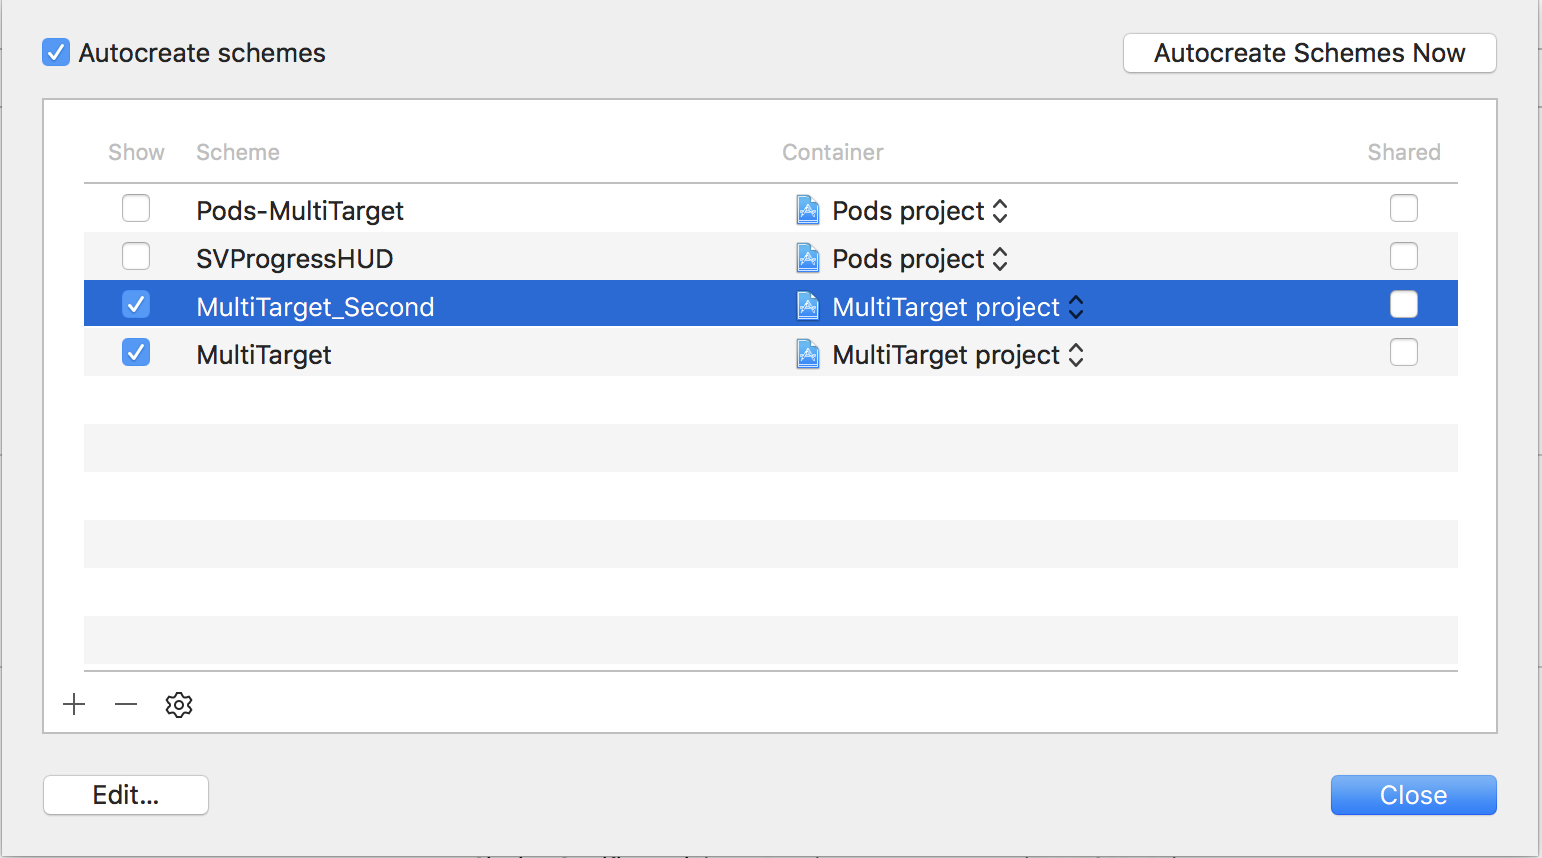 Autocreate schemes
Autocreate Schemes Now
Show Scheme Container Shared
Pods-MultiTarget Pods project
SVProgressHUD Pods project
MultiTarget_Second MultiTarget project
MultiTarget MultiTarget project
Edit...
Close